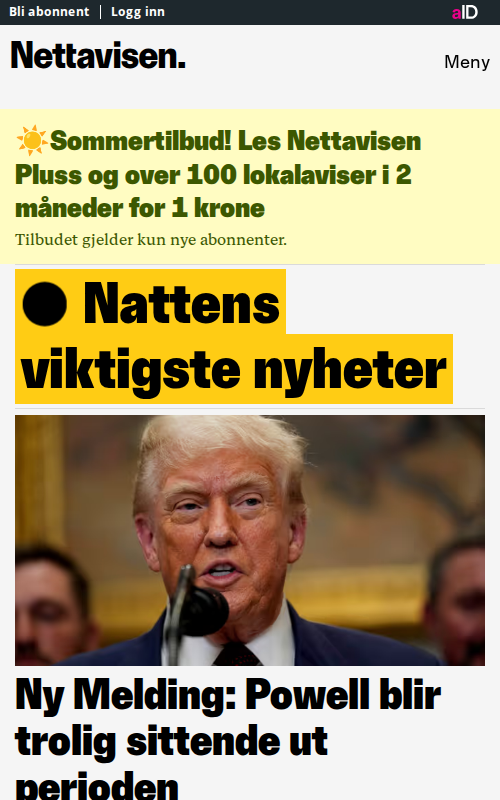 Bli abonnent Logg inn aID
Nettavisen.
Meny
Sommertilbud! Les Nettavisen
Pluss og over 100 lokalaviser i 2
måneder for 1 krone
Tilbudet gjelder kun nye abonnenter.
Nattens
viktigste nyheter
Ny Melding: Powell blir
trolig sittende ut
perioden